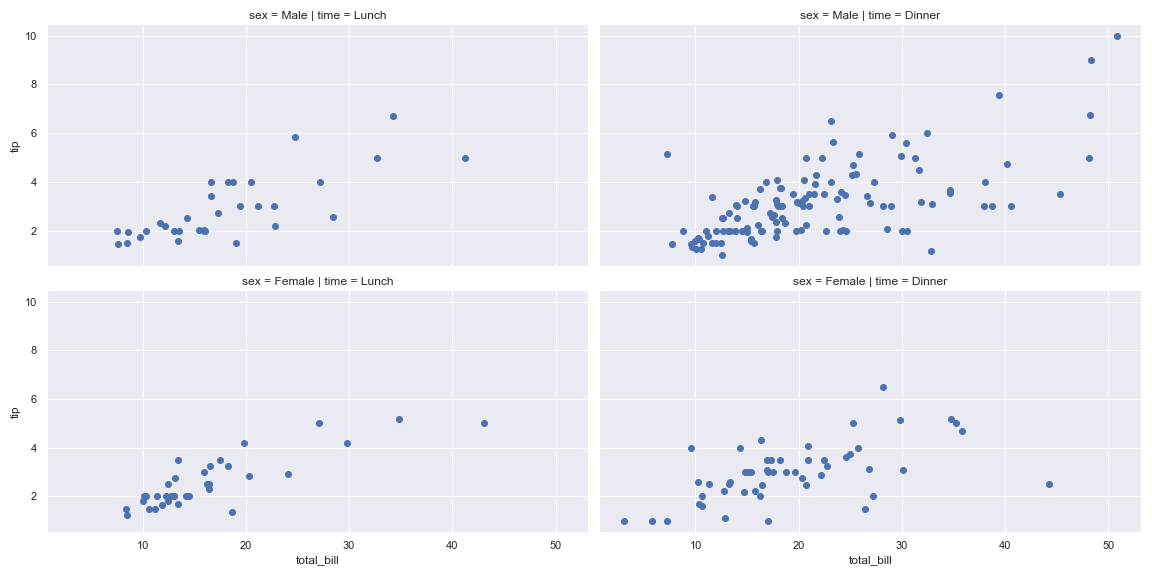 sex = Male | time = Lunch
sex = Male | time = Dinner
10
8
6
4
2
tip
sex = Female | time = Lunch
sex = Female | time = Dinner
10
8
6
4
2
tip
10 20 30 40 50
10 20 30 40 50
total_bill
total_bill